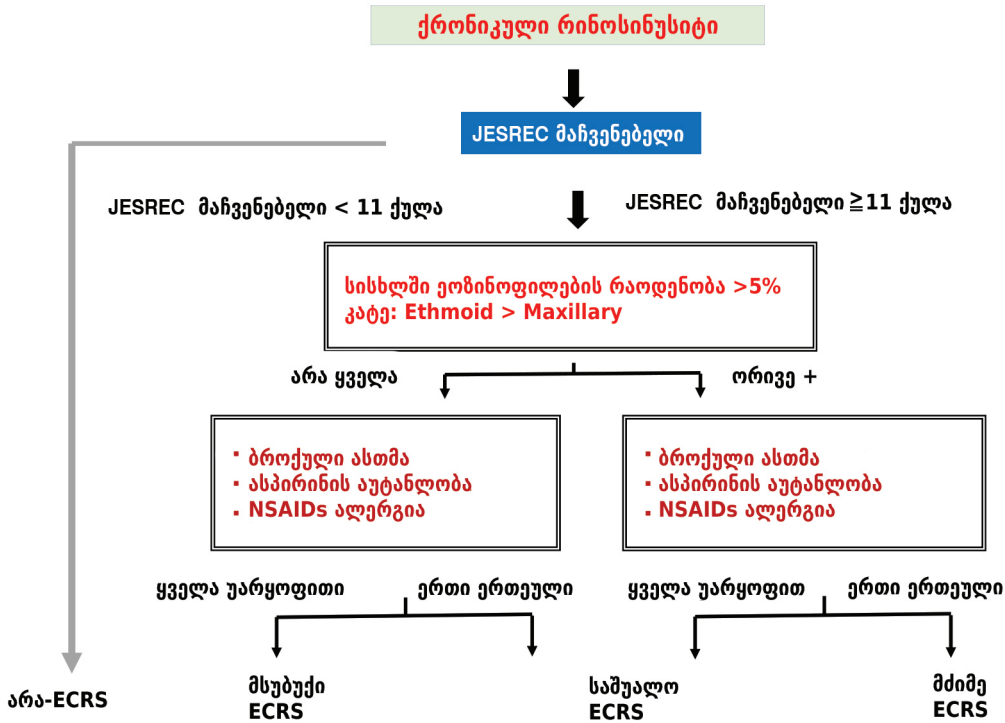 ქრონიკული რინოსინუსიტი
JESREC მაჩვენებელი
JESREC მაჩვენებელი < 11 ქულა
JESREC მაჩვენებელი ≧11 ქულა
სისხლში ეოზინოფილების რაოდენობა >5%
კატე: Ethmoid > Maxillary
არა ყველა
ორივე +
▪ ბროქული ასთმა
▪ ასპირინის აუტანლობა
▪ NSAIDs ალერგია
▪ ბროქული ასთმა
▪ ასპირინის აუტანლობა
▪ NSAIDs ალერგია
ყველა უარყოფითი
ერთი ერთეული
ყველა უარყოფით
ერთი ერთეული
არა-ECRS
მსუბუქი
ECRS
საშუალო
ECRS
მძიმე
ECRS